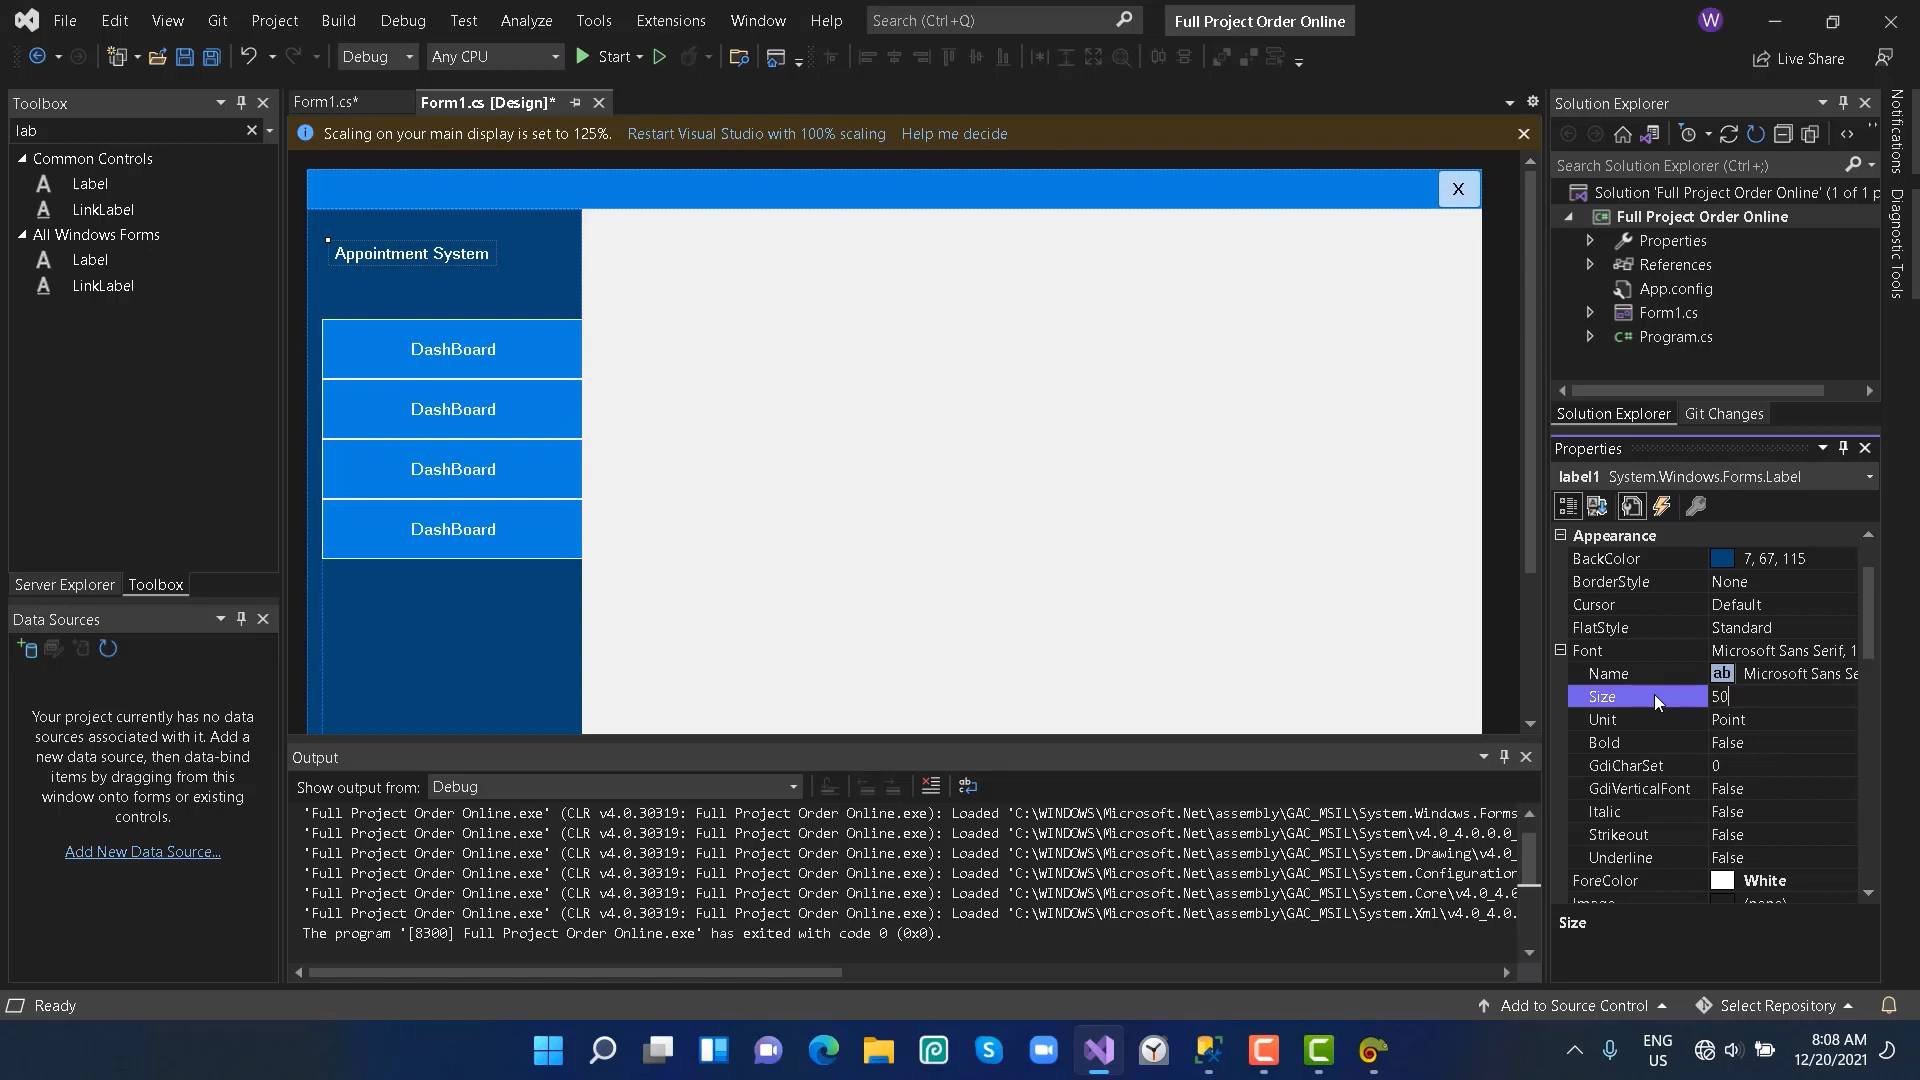 File Edit View Git Project Build Debug Test Analyze Tools Extensions Window Help Search (Ctrl+Q) Full Project Order Online W
Debug Any CPU Start Live Share
Toolbox
lab
Common Controls
A Label
A LinkLabel
All Windows Forms
A Label
A LinkLabel
Server Explorer Toolbox
Data Sources
Your project currently has no data
sources associated with it. Add a
new data source, then data-bind
items by dragging from this
window onto forms or existing
controls.
Add New Data Source...
Form1.cs* Form1.cs [Design]*
Scaling on your main display is set to 125%. Restart Visual Studio with 100% scaling Help me decide
X
Appointment System
DashBoard
DashBoard
DashBoard
DashBoard
Output
Show output from: Debug
'Full Project Order Online.exe' (CLR v4.0.30319: Full Project Order Online.exe): Loaded 'C:\WINDOWS\Microsoft.Net\assembly\GAC_MSIL\System.Windows.Forms
'Full Project Order Online.exe' (CLR v4.0.30319: Full Project Order Online.exe): Loaded 'C:\WINDOWS\Microsoft.Net\assembly\GAC_MSIL\System\v4.0_4.0.0.0_
'Full Project Order Online.exe' (CLR v4.0.30319: Full Project Order Online.exe): Loaded 'C:\WINDOWS\Microsoft.Net\assembly\GAC_MSIL\System.Drawing\v4.0_
'Full Project Order Online.exe' (CLR v4.0.30319: Full Project Order Online.exe): Loaded 'C:\WINDOWS\Microsoft.Net\assembly\GAC_MSIL\System.Configuration
'Full Project Order Online.exe' (CLR v4.0.30319: Full Project Order Online.exe): Loaded 'C:\WINDOWS\Microsoft.Net\assembly\GAC_MSIL\System.Core\v4.0_4.0
'Full Project Order Online.exe' (CLR v4.0.30319: Full Project Order Online.exe): Loaded 'C:\WINDOWS\Microsoft.Net\assembly\GAC_MSIL\System.Xml\v4.0_4.0.
The program '[8300] Full Project Order Online.exe' has exited with code 0 (0x0).
Solution Explorer
Search Solution Explorer (Ctrl+;)
Solution 'Full Project Order Online' (1 of 1 p
Full Project Order Online
Properties
References
App.config
Form1.cs
C# Program.cs
Solution Explorer Git Changes
Properties
label1 System.Windows.Forms.Label
Appearance
BackColor 7, 67, 115
BorderStyle None
Cursor Default
FlatStyle Standard
Font Microsoft Sans Serif, 1
Name ab Microsoft Sans Se
Size 50
Unit Point
Bold False
GdiCharSet 0
GdiVerticalFont False
Italic False
Strikeout False
Underline False
ForeColor White
Image (none)
Size
Notifications
Diagnostic Tools
Ready Add to Source Control Select Repository
ENG
US
8:08 AM
12/20/2021